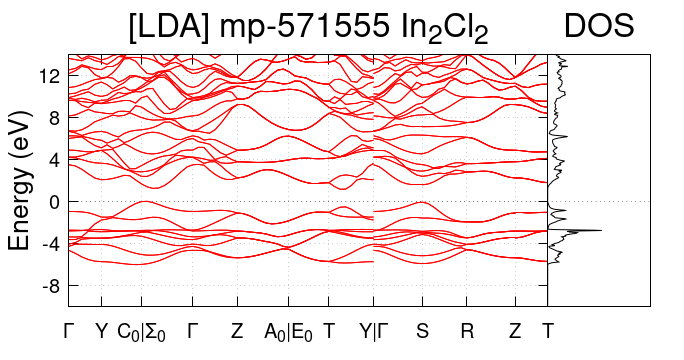 [LDA] mp-571555 In₂Cl₂ DOS
Energy (eV)
12
8
4
0
-4
-8
Γ Y C₀|Σ₀ Γ Z A₀|E₀ T Y|Γ S R Z T